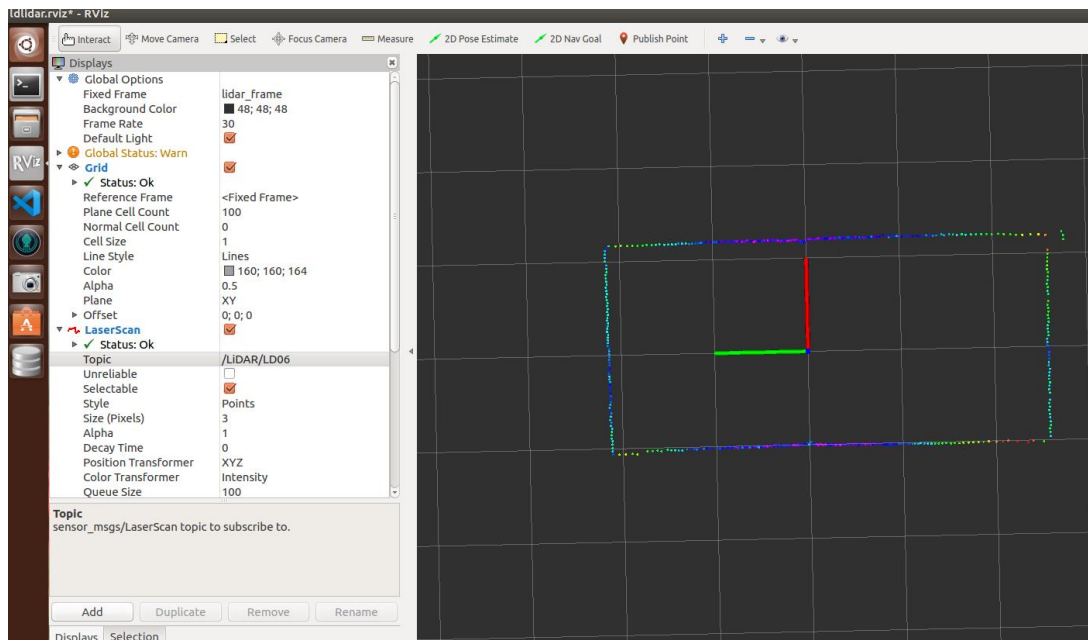 ldlidar.rviz* - RViz
Interact Move Camera Select Focus Camera Measure 2D Pose Estimate 2D Nav Goal Publish Point
Displays
Global Options
Fixed Frame lidar_frame
Background Color 48; 48; 48
Frame Rate 30
Default Light
Global Status: Warn
Grid
Status: Ok
Reference Frame <Fixed Frame>
Plane Cell Count 100
Normal Cell Count 0
Cell Size 1
Line Style Lines
Color 160; 160; 164
Alpha 0.5
Plane XY
Offset 0; 0; 0
LaserScan
Status: Ok
Topic /LiDAR/LD06
Unreliable
Selectable
Style Points
Size (Pixels) 3
Alpha 1
Decay Time 0
Position Transformer XYZ
Color Transformer Intensity
Queue Size 100
Topic
sensor_msgs/LaserScan topic to subscribe to.
Add Duplicate Remove Rename
Displays Selection
RViz